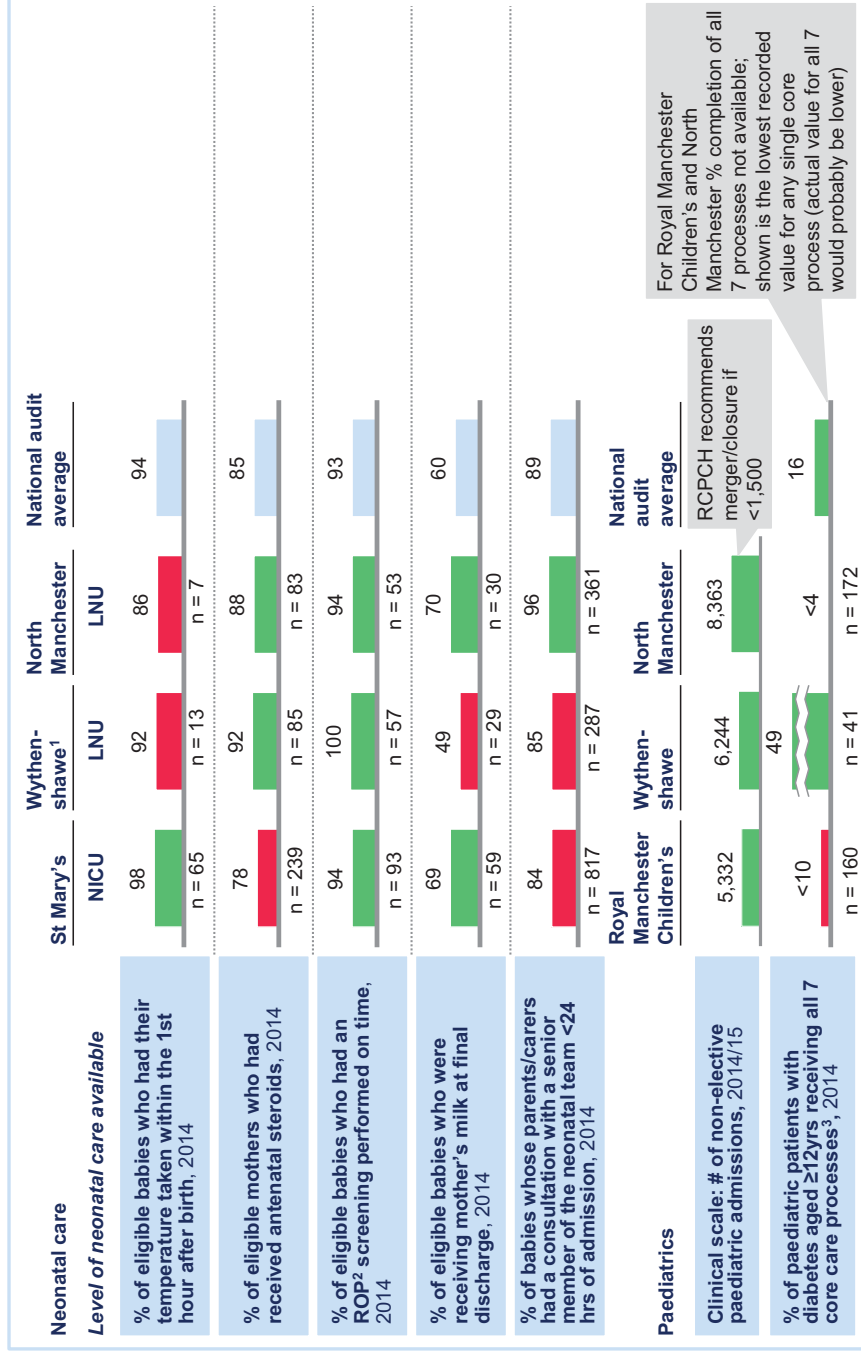 Neonatal care
Level of neonatal care available
St Mary's
NICU
Wythen-
shawe¹
LNU
North
Manchester
LNU
National audit
average
% of eligible babies who had their
temperature taken within the 1st
hour after birth, 2014
98
n = 65
92
n = 13
86
n = 7
94
% of eligible mothers who had
received antenatal steroids, 2014
78
n = 239
92
n = 85
88
n = 83
85
% of eligible babies who had an
ROP² screening performed on time,
2014
94
n = 93
100
n = 57
94
n = 53
93
% of eligible babies who were
receiving mother's milk at final
discharge, 2014
69
n = 59
49
n = 29
70
n = 30
60
% of babies whose parents/carers
had a consultation with a senior
member of the neonatal team <24
hrs of admission, 2014
84
n = 817
85
n = 287
96
n = 361
89
Paediatrics
Royal
Manchester
Children's
Wythen-
shawe
North
Manchester
National
audit
average
Clinical scale: # of non-elective
paediatric admissions, 2014/15
5,332
6,244
8,363
RCPCH recommends
merger/closure if
<1,500
% of paediatric patients with
diabetes aged ≥12yrs receiving all 7
core care processes³, 2014
<10
n = 160
49
n = 41
<4
n = 172
16
For Royal Manchester
Children's and North
Manchester % completion of all
7 processes not available;
shown is the lowest recorded
value for any single core
process (actual value for all 7
would probably be lower)